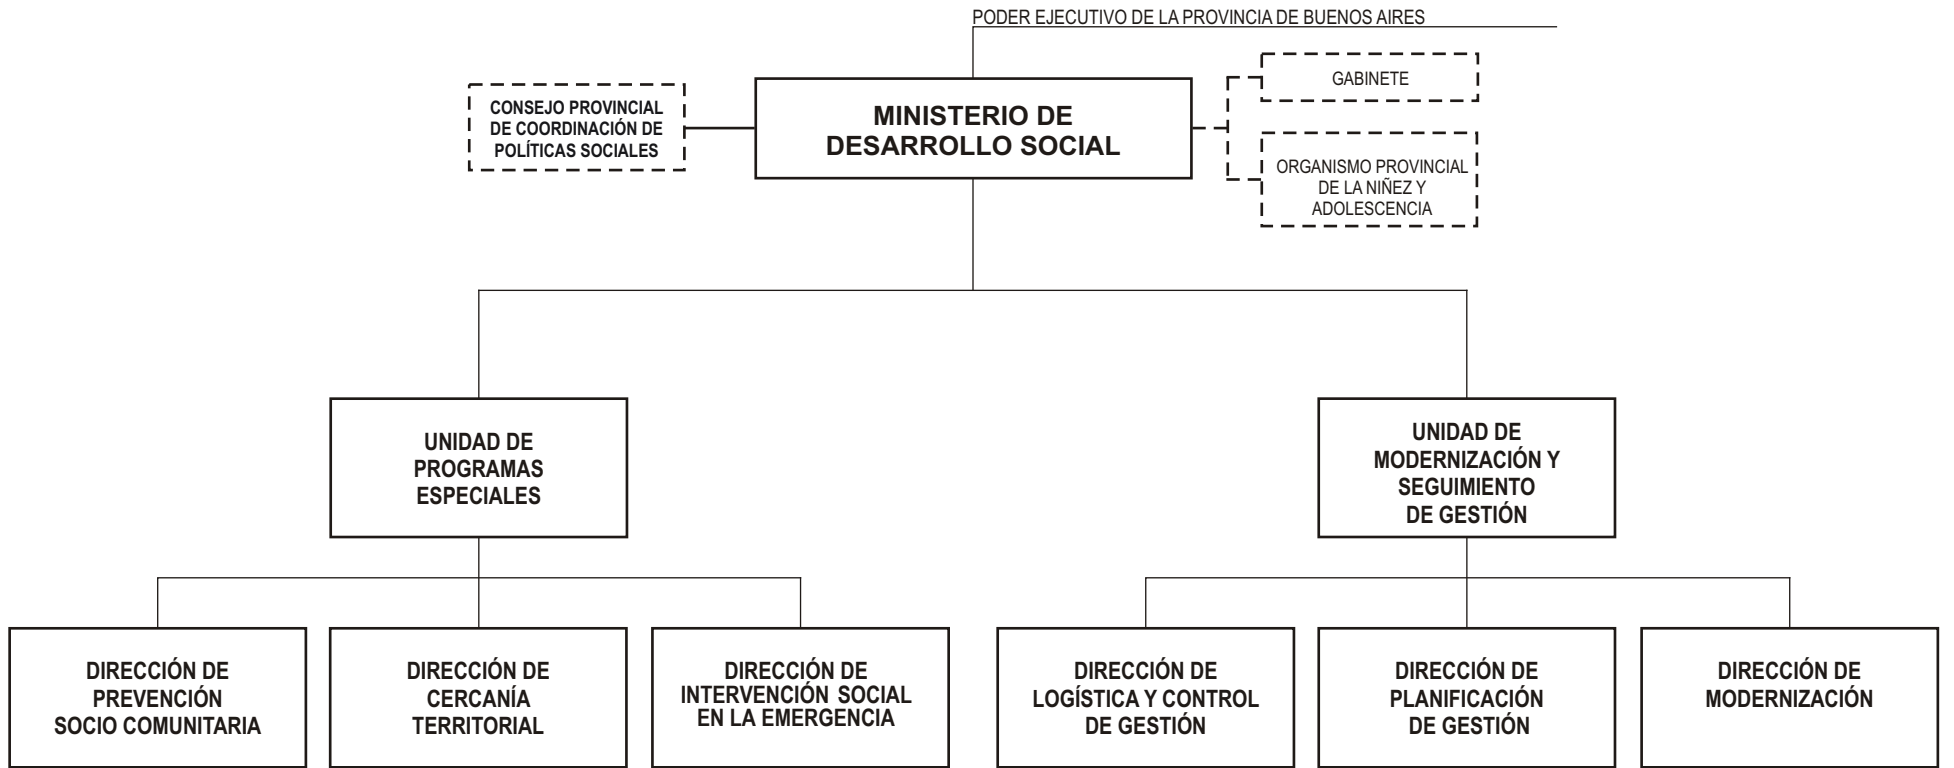 PODER EJECUTIVO DE LA PROVINCIA DE BUENOS AIRES
CONSEJO PROVINCIAL
DE COORDINACIÓN DE
POLÍTICAS SOCIALES
MINISTERIO DE
DESARROLLO SOCIAL
GABINETE
ORGANISMO PROVINCIAL
DE LA NIÑEZ Y
ADOLESCENCIA
UNIDAD DE
PROGRAMAS
ESPECIALES
UNIDAD DE
MODERNIZACIÓN Y
SEGUIMIENTO
DE GESTIÓN
DIRECCIÓN DE
PREVENCIÓN
SOCIO COMUNITARIA
DIRECCIÓN DE
CERCANÍA
TERRITORIAL
DIRECCIÓN DE
INTERVENCIÓN SOCIAL
EN LA EMERGENCIA
DIRECCIÓN DE
LOGÍSTICA Y CONTROL
DE GESTIÓN
DIRECCIÓN DE
PLANIFICACIÓN
DE GESTIÓN
DIRECCIÓN DE
MODERNIZACIÓN